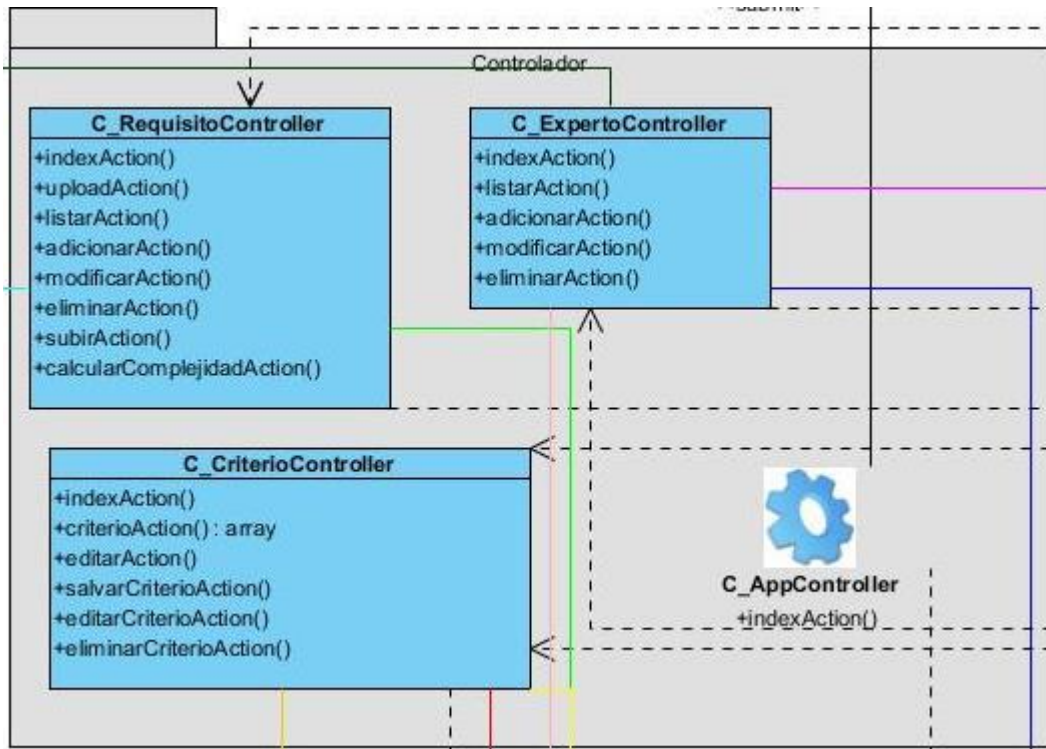 Controlador
C_RequisitoController
+indexAction()
+uploadAction()
+listarAction()
+adicionarAction()
+modificarAction()
+eliminarAction()
+subirAction()
+calcularComplejidadAction()
C_ExpertoController
+indexAction()
+listarAction()
+adicionarAction()
+modificarAction()
+eliminarAction()
C_CriterioController
+indexAction()
+criterioAction() : array
+editarAction()
+salvarCriterioAction()
+editarCriterioAction()
+eliminarCriterioAction()
C_AppController
+indexAction()